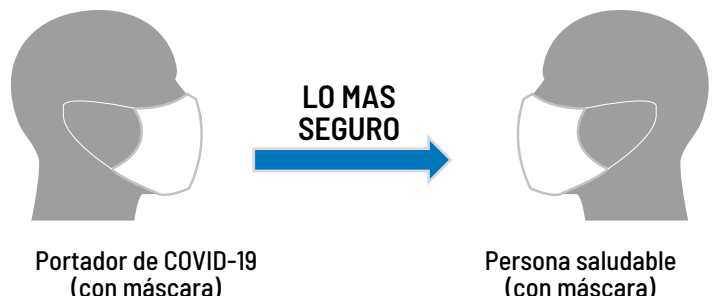 LO MAS
SEGURO
Portador de COVID-19
(con máscara)
Persona saludable
(con máscara)